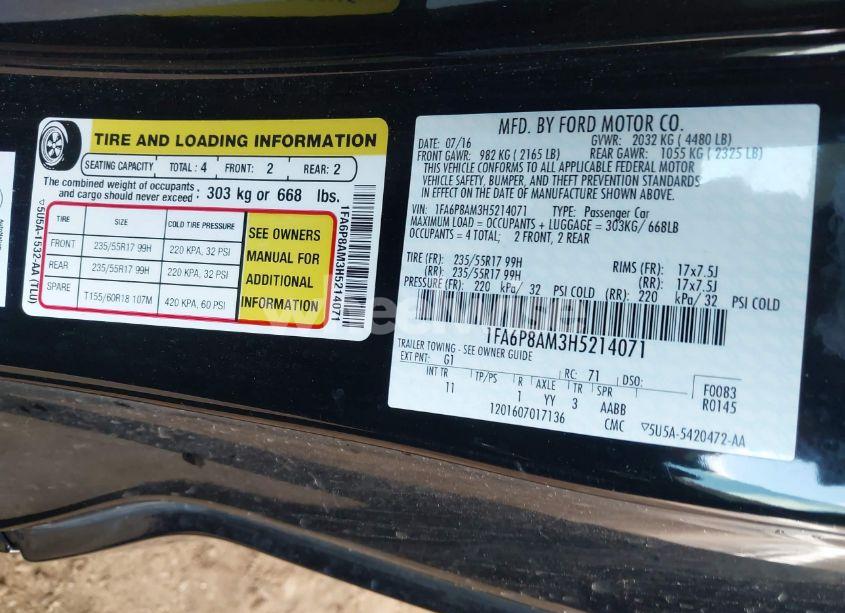 TIRE AND LOADING INFORMATION
SEATING CAPACITY TOTAL : 4 FRONT: 2 REAR: 2
The combined weight of occupants and cargo should never exceed : 303 kg or 668 lbs.
TIRE SIZE COLD TIRE PRESSURE
FRONT 235/55R17 99H 220 KPA, 32 PSI
REAR 235/55R17 99H 220 KPA, 32 PSI
SPARE T155/60R18 107M 420 KPA, 60 PSI
SEE OWNERS
MANUAL FOR
ADDITIONAL
INFORMATION
▽5U5A-1532-AA (TLU)
1FA6P8AM3H5214071
MFD. BY FORD MOTOR CO.
DATE: 07/16 GVWR: 2032 KG ( 4480 LB)
FRONT GAWR: 982 KG ( 2165 LB) REAR GAWR: 1055 KG ( 2325 LB)
THIS VEHICLE CONFORMS TO ALL APPLICABLE FEDERAL MOTOR
VEHICLE SAFETY, BUMPER, AND THEFT PREVENTION STANDARDS
IN EFFECT ON THE DATE OF MANUFACTURE SHOWN ABOVE.
VIN: 1FA6P8AM3H5214071 TYPE: Passenger Car
MAXIMUM LOAD = OCCUPANTS + LUGGAGE = 303KG/ 668LB
OCCUPANTS = 4 TOTAL; 2 FRONT, 2 REAR
TIRE (FR): 235/55R17 99H RIMS (FR): 17x7.5J
(RR): 235/55R17 99H (RR): 17x7.5J
PRESSURE (FR): 220 kPa/ 32 PSI COLD (RR): 220 kPa/ 32 PSI COLD
1FA6P8AM3H5214071
TRAILER TOWING - SEE OWNER GUIDE
EXT PNT: G1 RC: 71 DSO: F0083
INT TR TP/PS R AXLE TR SPR R0145
11 1 YY 3 AABB
1201607017136 CMC ▽5U5A-5420472-AA
wheelwise